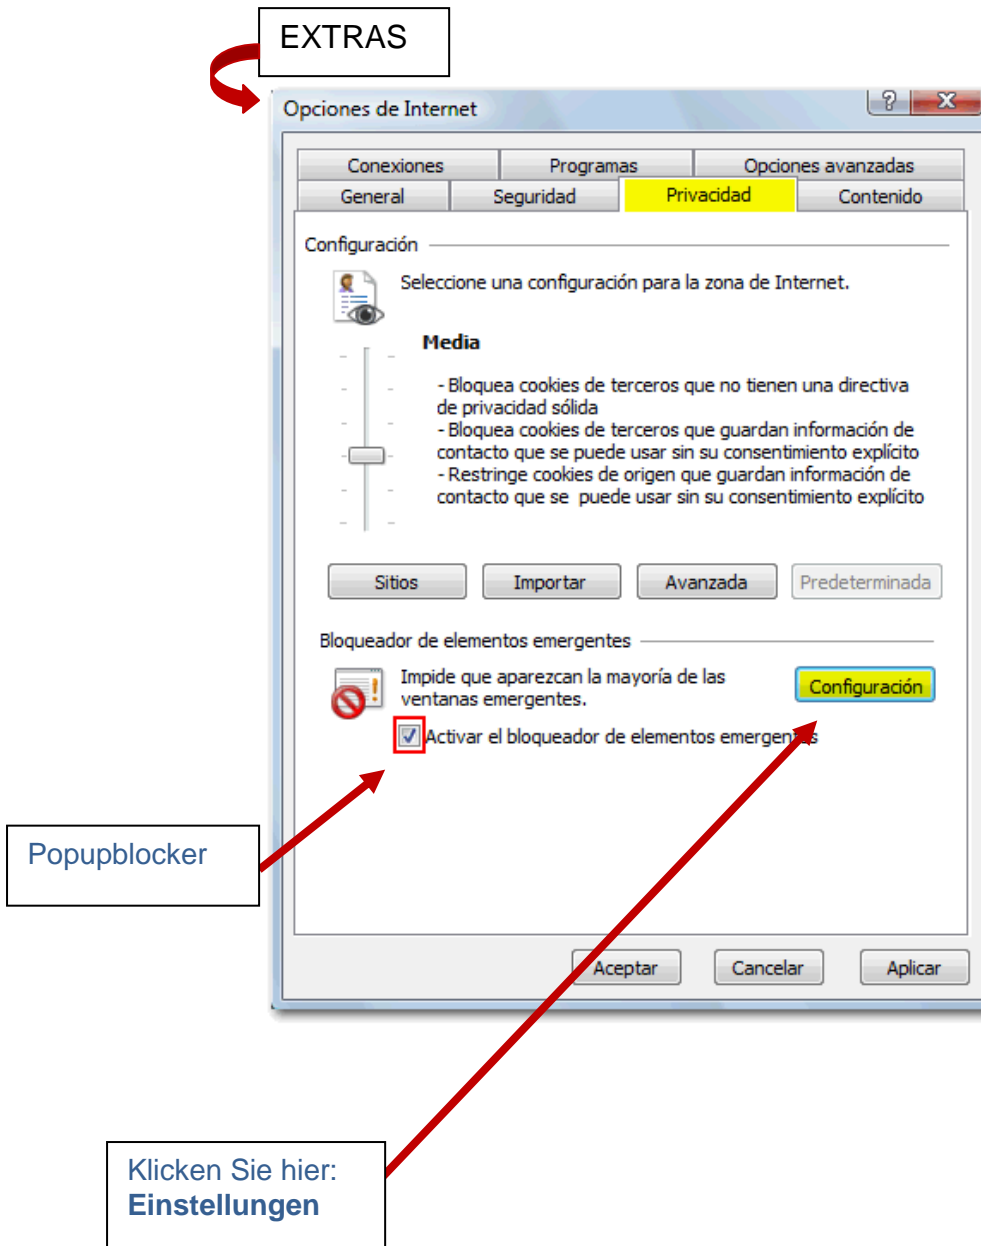 EXTRAS
Opciones de Internet
Conexiones Programas Opciones avanzadas
General Seguridad Privacidad Contenido
Configuración
Seleccione una configuración para la zona de Internet.
Media
- Bloquea cookies de terceros que no tienen una directiva
de privacidad sólida
- Bloquea cookies de terceros que guardan información de
contacto que se puede usar sin su consentimiento explícito
- Restringe cookies de origen que guardan información de
contacto que se puede usar sin su consentimiento explícito
Sitios Importar Avanzada Predeterminada
Bloqueador de elementos emergentes
Impide que aparezcan la mayoría de las
ventanas emergentes.
Configuración
Activar el bloqueador de elementos emergentes
Popupblocker
Aceptar Cancelar Aplicar
Klicken Sie hier:
Einstellungen